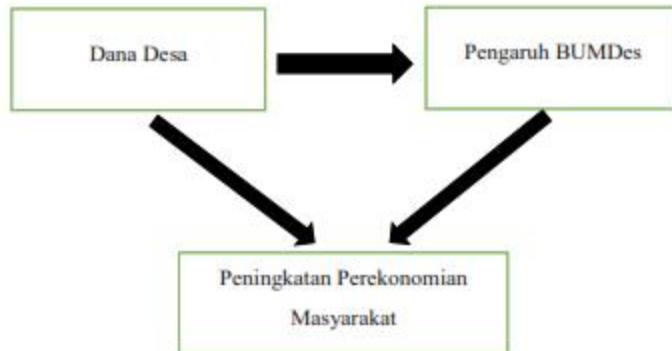 Dana Desa
Pengaruh BUMDes
Peningkatan Perekonomian
Masyarakat